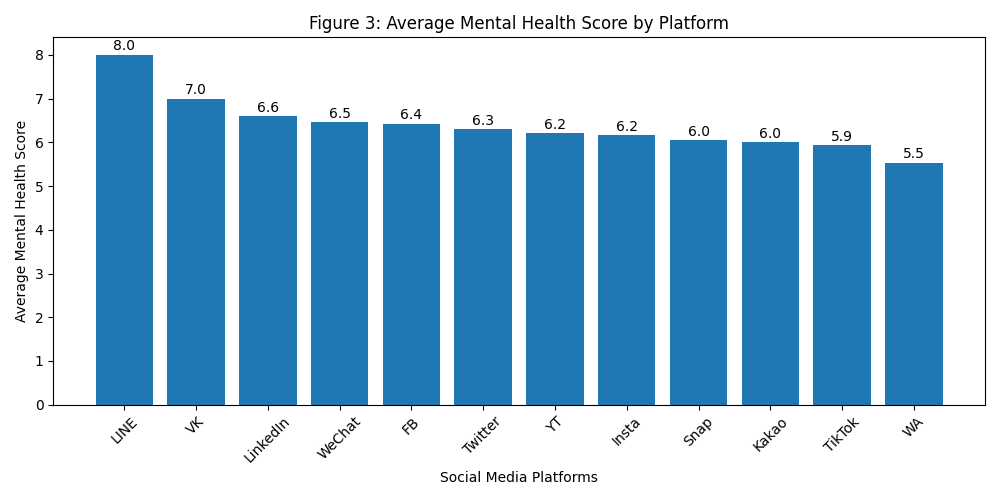 Figure 3: Average Mental Health Score by Platform
8.0
7.0
6.6
6.5
6.4
6.3
6.2
6.2
6.0
6.0
5.9
5.5
Average Mental Health Score
8
7
6
5
4
3
2
1
0
LINE
VK
LinkedIn
WeChat
FB
Twitter
YT
Insta
Snap
Kakao
TikTok
WA
Social Media Platforms